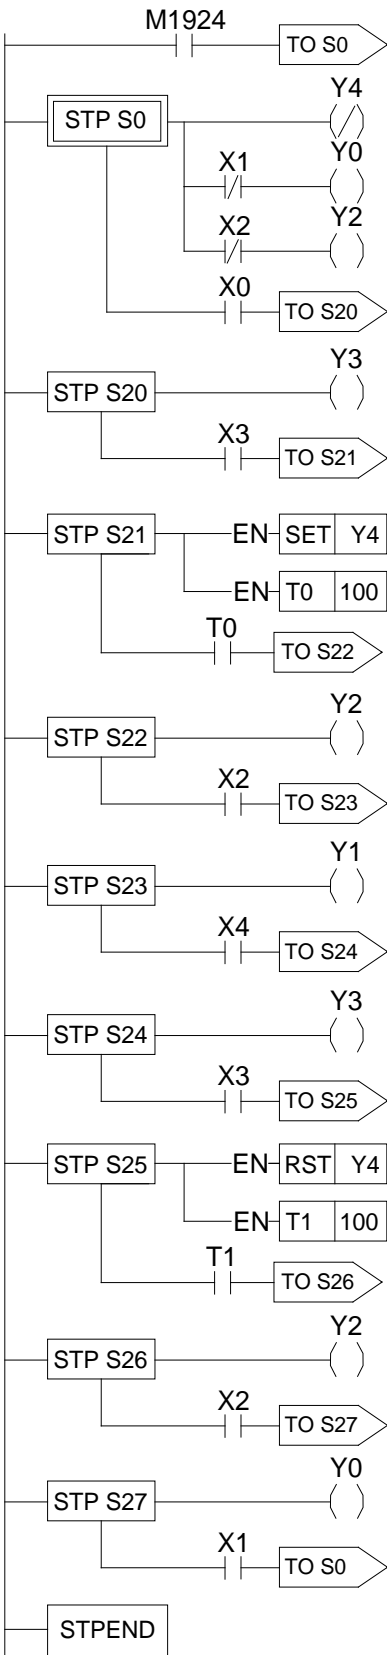 M1924
TO S0
Y4
STP S0
Y0
X1
Y2
X2
X0
TO S20
Y3
STP S20
X3
TO S21
STP S21 EN SET Y4
EN T0 100
T0
TO S22
Y2
STP S22
X2
TO S23
Y1
STP S23
X4
TO S24
Y3
STP S24
X3
TO S25
STP S25 EN RST Y4
EN T1 100
T1
TO S26
Y2
STP S26
X2
TO S27
Y0
STP S27
X1
TO S0
STPEND